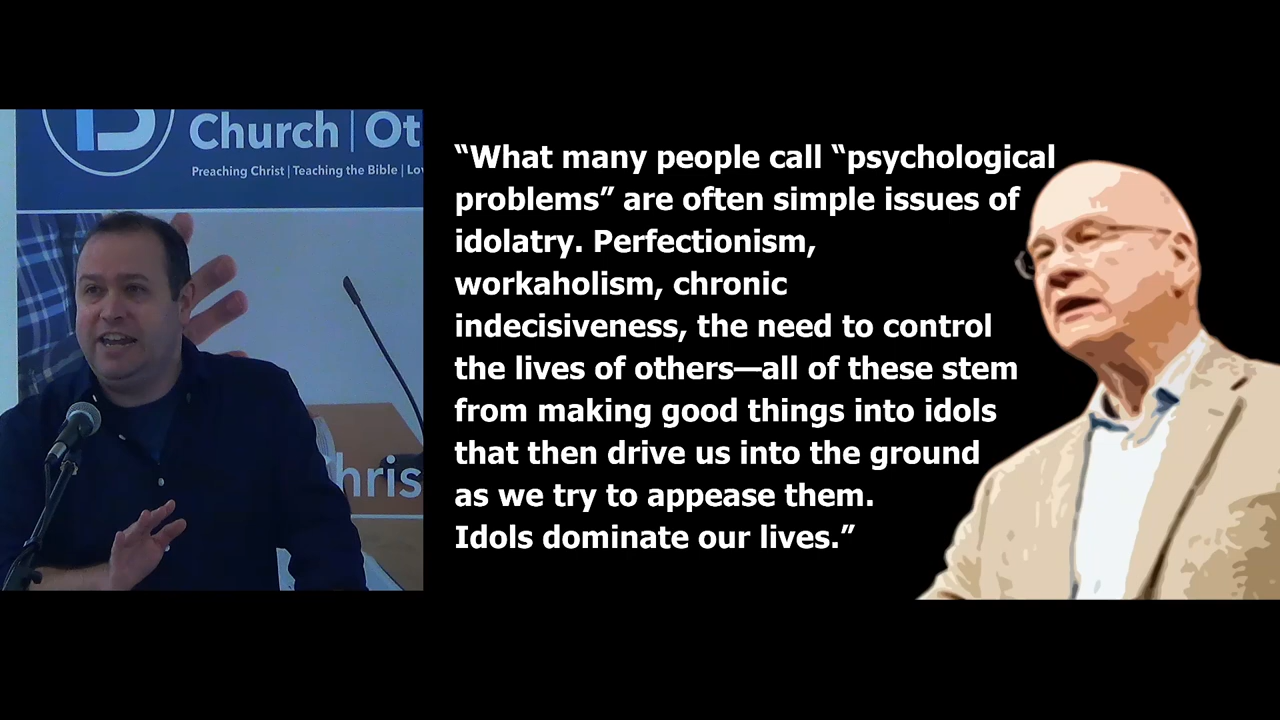 Church | Ot
Preaching Christ | Teaching the Bible | Lov
hris
“What many people call “psychological
problems” are often simple issues of
idolatry. Perfectionism,
workaholism, chronic
indecisiveness, the need to control
the lives of others—all of these stem
from making good things into idols
that then drive us into the ground
as we try to appease them.
Idols dominate our lives.”